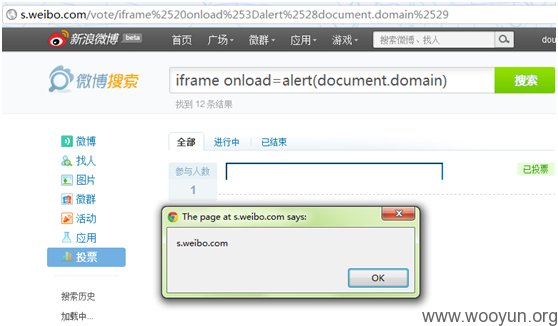 s.weibo.com/vote/iframe%2520onload%253Dalert%2528document.domain%2529
新浪微博 beta 首页 广场 微群 应用 游戏 搜索微博、找人 dou
微博搜索 iframe onload=alert(document.domain) 搜索
找到 12 条结果
微博
找人
图片
微群
活动
应用
投票
搜索历史
加载中...
全部 进行中 已结束
参与人数
1
已投票
The page at s.weibo.com says:
s.weibo.com
OK
www.wooyun.org